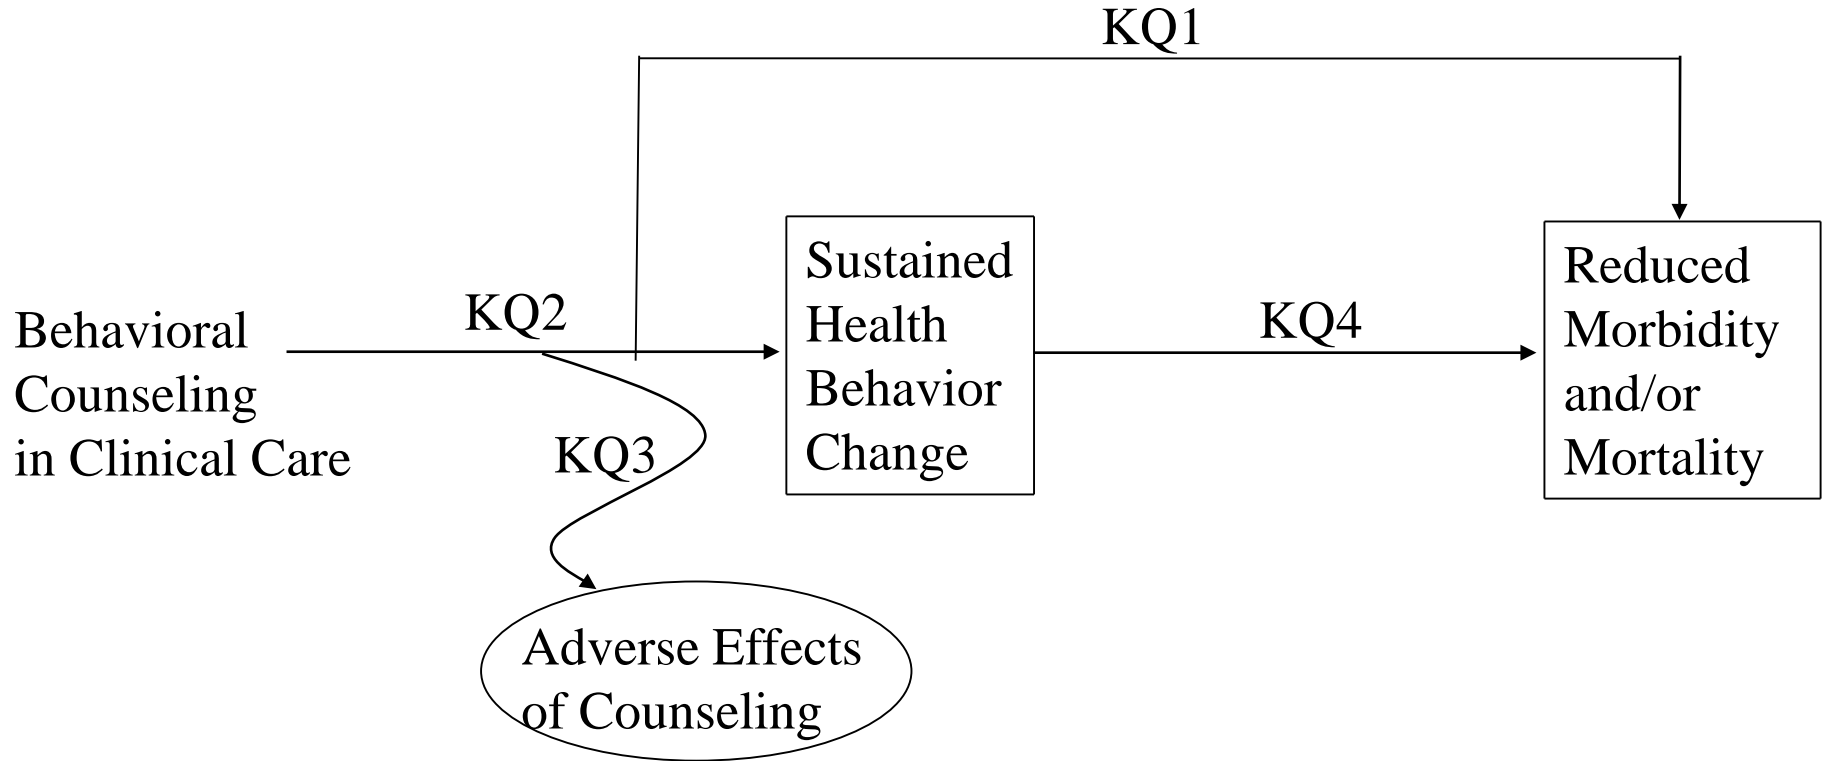 KQ1
KQ2
Behavioral
Counseling
in Clinical Care
Sustained
Health
Behavior
Change
KQ4
Reduced
Morbidity
and/or
Mortality
KQ3
Adverse Effects
of Counseling